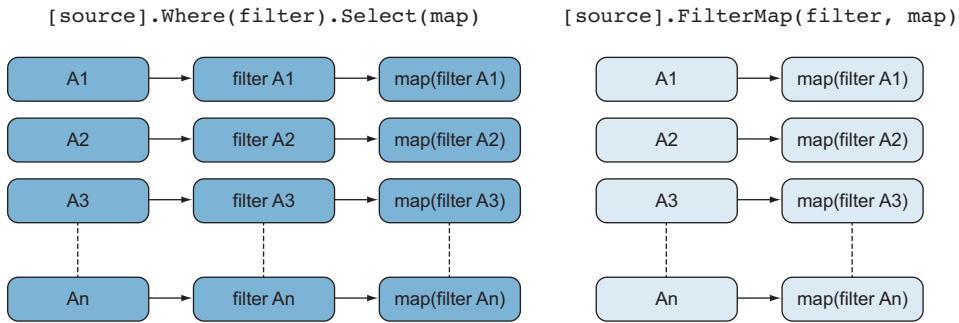 [source].Where(filter).Select(map) [source].FilterMap(filter, map)
A1 filter A1 map(filter A1) A1 map(filter A1)
A2 filter A2 map(filter A2) A2 map(filter A2)
A3 filter A3 map(filter A3) A3 map(filter A3)
An filter An map(filter An) An map(filter An)